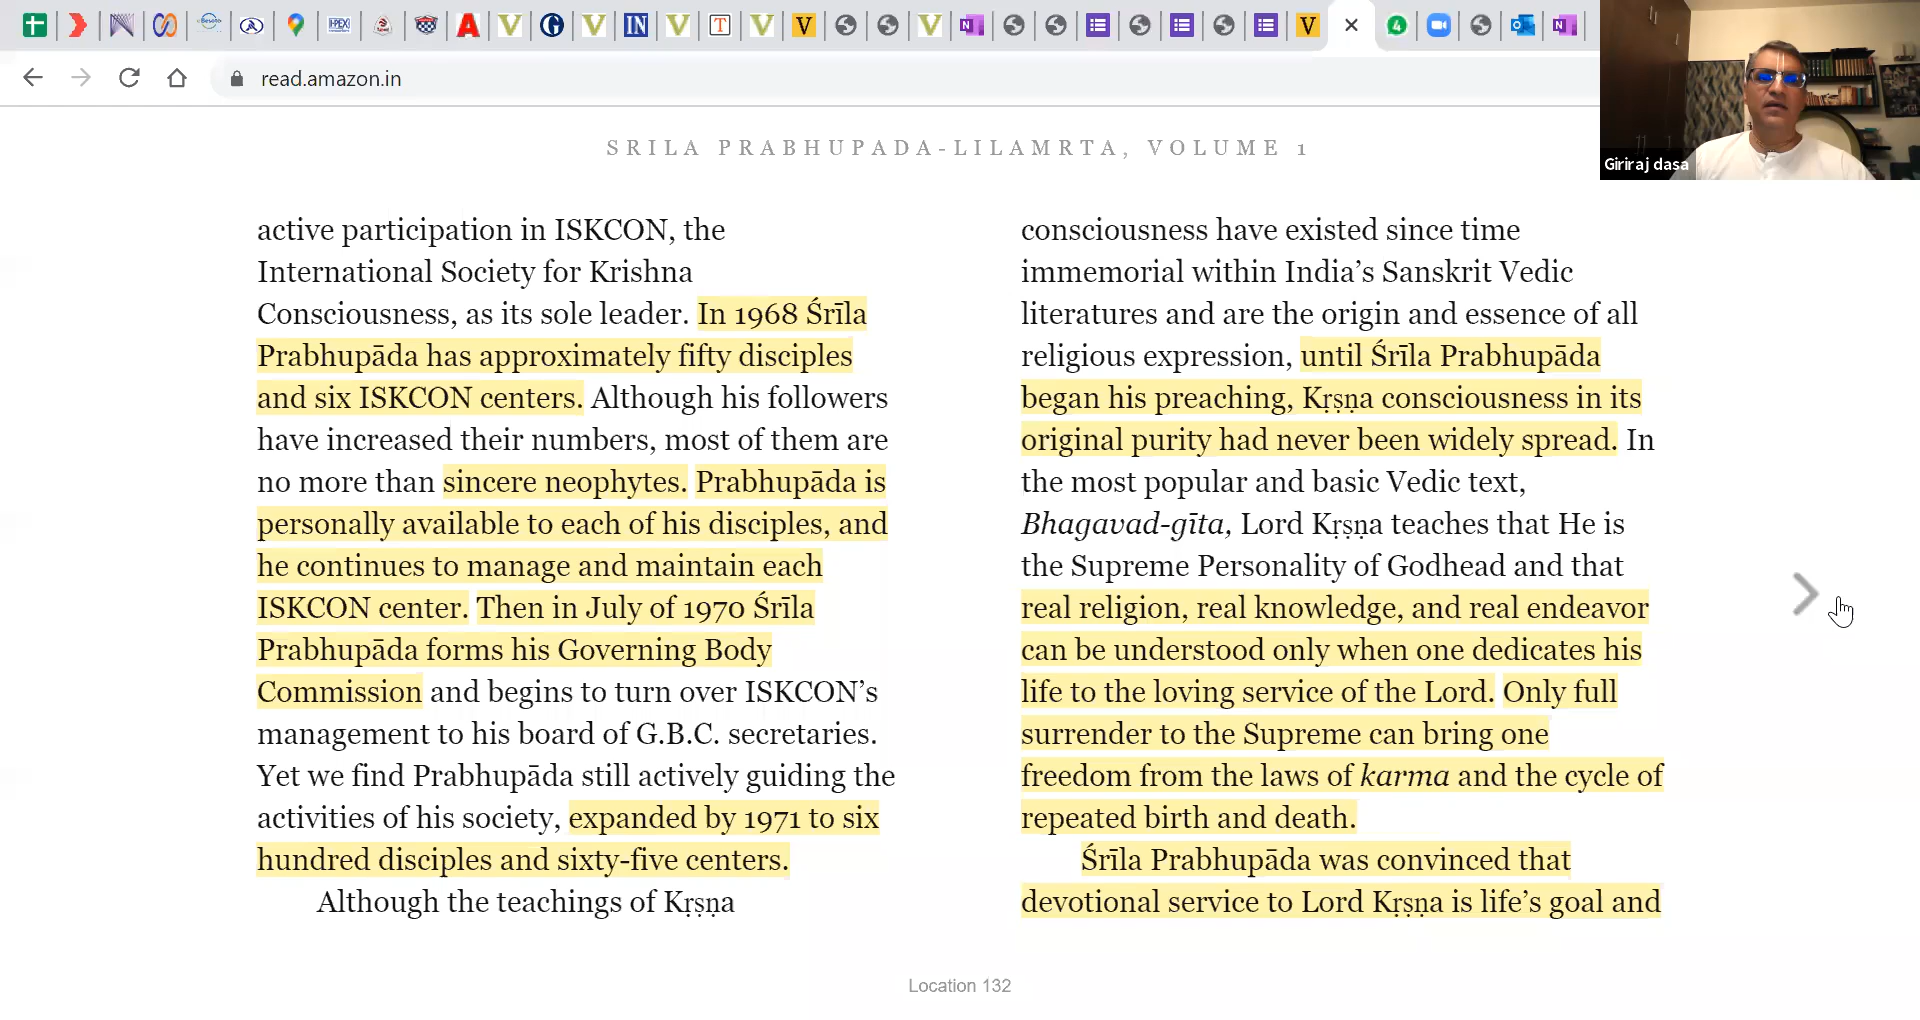 read.amazon.in
Giriraj dasa
SRILA PRABHUPADA-LILAMRTA, VOLUME 1
active participation in ISKCON, the
International Society for Krishna
Consciousness, as its sole leader. In 1968 Śrīla
Prabhupāda has approximately fifty disciples
and six ISKCON centers. Although his followers
have increased their numbers, most of them are
no more than sincere neophytes. Prabhupāda is
personally available to each of his disciples, and
he continues to manage and maintain each
ISKCON center. Then in July of 1970 Śrīla
Prabhupāda forms his Governing Body
Commission and begins to turn over ISKCON’s
management to his board of G.B.C. secretaries.
Yet we find Prabhupāda still actively guiding the
activities of his society, expanded by 1971 to six
hundred disciples and sixty-five centers.
Although the teachings of Kṛṣṇa
consciousness have existed since time
immemorial within India’s Sanskrit Vedic
literatures and are the origin and essence of all
religious expression, until Śrīla Prabhupāda
began his preaching, Kṛṣṇa consciousness in its
original purity had never been widely spread. In
the most popular and basic Vedic text,
Bhagavad-gīta, Lord Kṛṣṇa teaches that He is
the Supreme Personality of Godhead and that
real religion, real knowledge, and real endeavor
can be understood only when one dedicates his
life to the loving service of the Lord. Only full
surrender to the Supreme can bring one
freedom from the laws of karma and the cycle of
repeated birth and death.
Śrīla Prabhupāda was convinced that
devotional service to Lord Kṛṣṇa is life’s goal and
Location 132